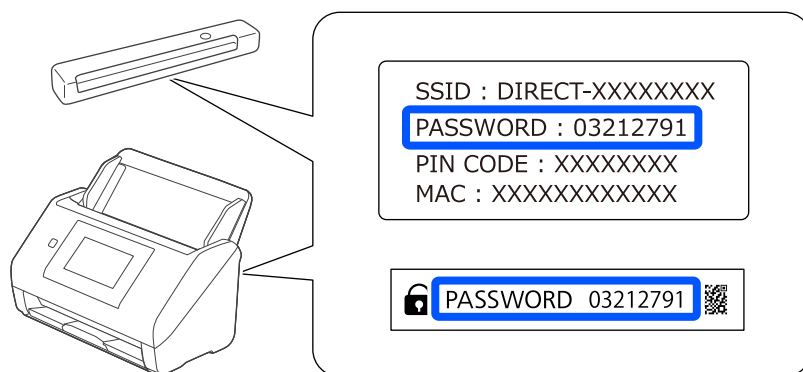 SSID : DIRECT-XXXXXXXX
PASSWORD : 03212791
PIN CODE : XXXXXXXX
MAC : XXXXXXXXXXXX
PASSWORD 03212791